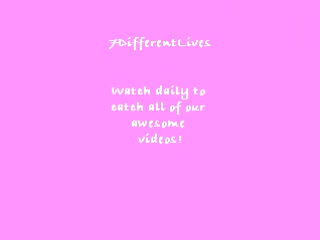 7DifferentLives
Watch daily to
catch all of our
awesome
videos!